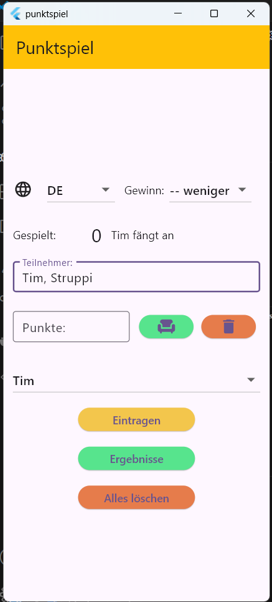 punktspiel
Punktspiel
DE Gewinn: -- weniger
Gespielt: 0 Tim fängt an
Teilnehmer:
Tim, Struppi
Punkte:
Tim
Eintragen
Ergebnisse
Alles löschen